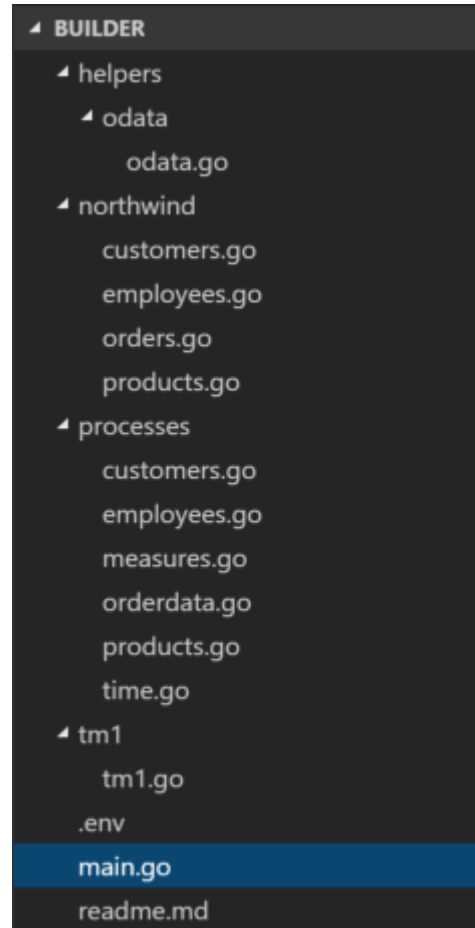 BUILDER
helpers
odata
odata.go
northwind
customers.go
employees.go
orders.go
products.go
processes
customers.go
employees.go
measures.go
orderdata.go
products.go
time.go
tm1
tm1.go
.env
main.go
readme.md